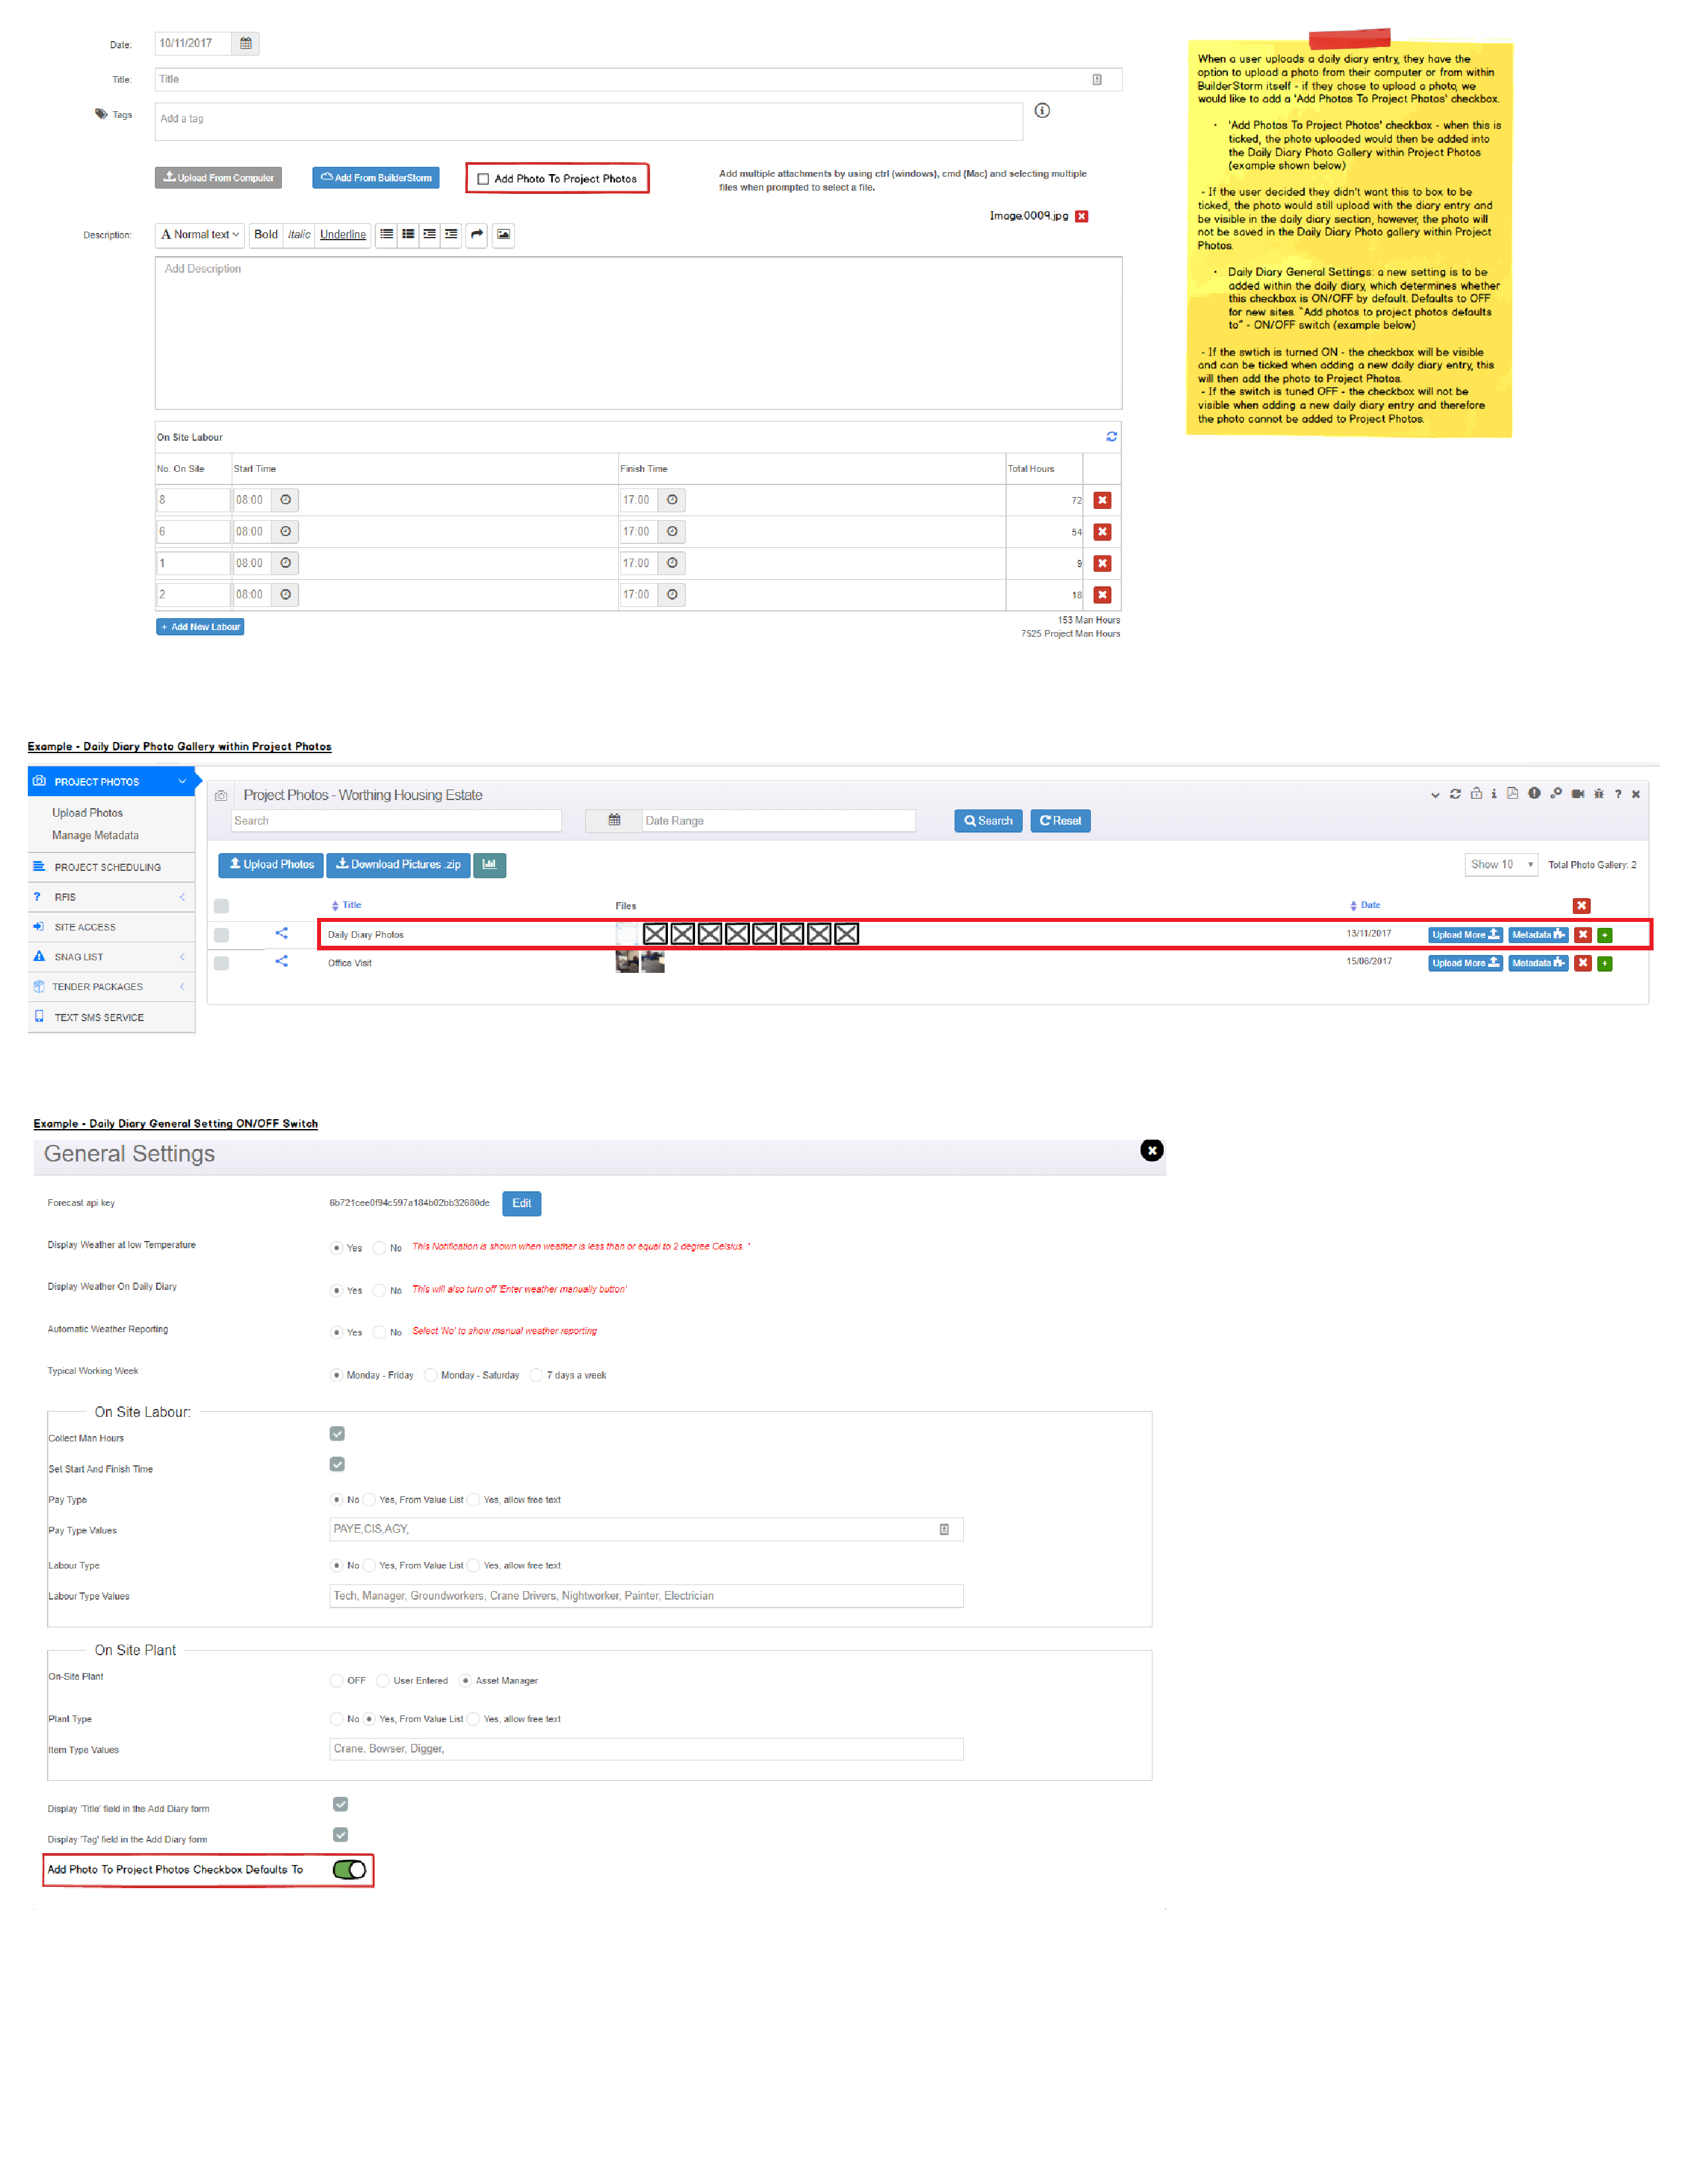 Date:
10/11/2017
Title:
Title
Tags
Add a tag
Upload From Computer
Add From BuilderStorm
Add Photo To Project Photos
Add multiple attachments by using ctrl (windows), cmd (Mac) and selecting multiple
files when prompted to select a file.
Image.0009.jpg
Description:
A Normal text
Bold
Italic
Underline
Add Description
On Site Labour
No. On Site
Start Time
Finish Time
Total Hours
8 08:00 17:00 72
6 08:00 17:00 54
1 08:00 17:00 9
2 08:00 17:00 18
+ Add New Labour
153 Man Hours
7525 Project Man Hours
When a user uploads a daily diary entry, they have the
option to upload a photo from their computer or from within
BuilderStorm itself - if they chose to upload a photo, we
would like to add a 'Add Photos To Project Photos' checkbox.
• 'Add Photos To Project Photos' checkbox - when this is
ticked, the photo uploaded would then be added into
the Daily Diary Photo Gallery within Project Photos
(example shown below)
- If the user decided they didn't want this to box to be
ticked, the photo would still upload with the diary entry and
be visible in the daily diary section, however, the photo will
not be saved in the Daily Diary Photo gallery within Project
Photos.
• Daily Diary General Settings: a new setting is to be
added within the daily diary, which determines whether
this checkbox is ON/OFF by default. Defaults to OFF
for new sites. "Add photos to project photos defaults
to" - ON/OFF switch (example below)
- If the swtich is turned ON - the checkbox will be visible
and can be ticked when adding a new daily diary entry, this
will then add the photo to Project Photos.
- If the switch is tuned OFF - the checkbox will not be
visible when adding a new daily diary entry and therefore
the photo cannot be added to Project Photos.
Example - Daily Diary Photo Gallery within Project Photos
PROJECT PHOTOS
Upload Photos
Manage Metadata
PROJECT SCHEDULING
? RFIS
SITE ACCESS
SNAG LIST
TENDER PACKAGES
TEXT SMS SERVICE
Project Photos - Worthing Housing Estate
Search
Date Range
Search
Reset
Upload Photos
Download Pictures .zip
Show 10
Total Photo Gallery: 2
Title
Files
Date
Daily Diary Photos
13/11/2017
Upload More
Metadata
Office Visit
15/06/2017
Upload More
Metadata
Example - Daily Diary General Setting ON/OFF Switch
General Settings
Forecast api key
6b721cee0f94c597a184b02bb32680de
Edit
Display Weather at low Temperature
Yes No This Notification is shown when weather is less than or equal to 2 degree Celsius. '
Display Weather On Daily Diary
Yes No This will also turn off 'Enter weather manually button'
Automatic Weather Reporting
Yes No Select 'No' to show manual weather reporting
Typical Working Week
Monday - Friday Monday - Saturday 7 days a week
On Site Labour:
Collect Man Hours
Set Start And Finish Time
Pay Type
No Yes, From Value List Yes, allow free text
Pay Type Values
PAYE,CIS,AGY,
Labour Type
No Yes, From Value List Yes, allow free text
Labour Type Values
Tech, Manager, Groundworkers, Crane Drivers, Nightworker, Painter, Electrician
On Site Plant
On-Site Plant
OFF User Entered Asset Manager
Plant Type
No Yes, From Value List Yes, allow free text
Item Type Values
Crane, Bowser, Digger,
Display 'Title' field in the Add Diary form
Display 'Tag' field in the Add Diary form
Add Photo To Project Photos Checkbox Defaults To